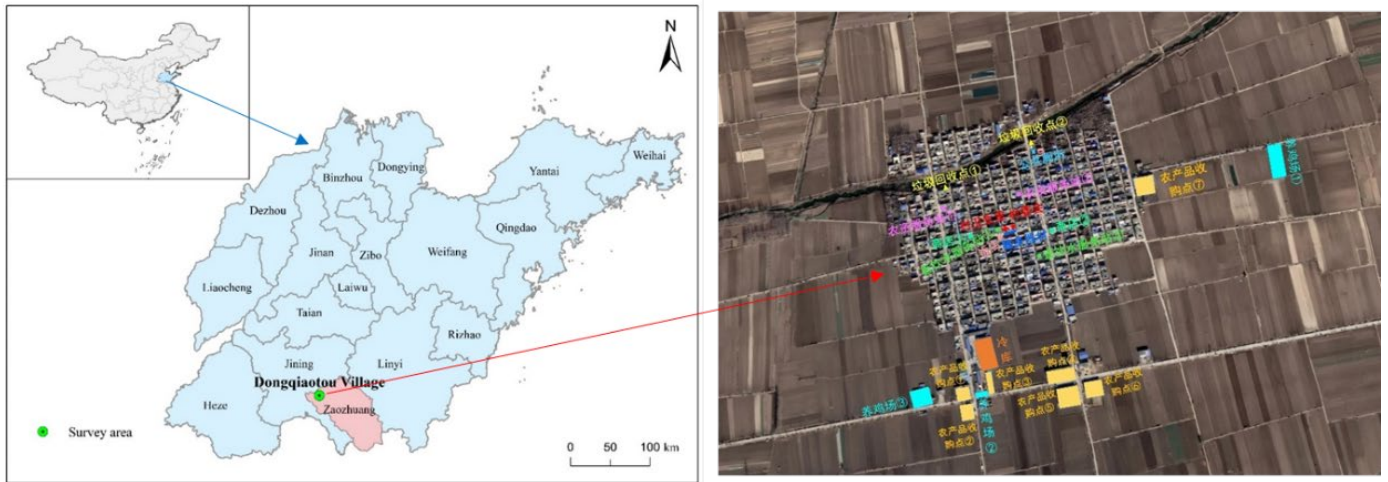 N
Weihai
Yantai
Dongying
Binzhou
Dezhou
Qingdao
Weifang
Jinan
Zibo
Laiwu
Liaocheng
Taian
Rizhao
Jining
Linyi
Dongqiaotou Village
Heze
Zaozhuang
Survey area
0 50 100 km
垃圾回收点②
垃圾回收点①
养鸡场①
农产品收
购点⑦
冷库
农产品收
购点①
农产品收
购点③
农产品收
购点④
农产品收
购点⑤
农产品收
购点⑥
养鸡场③
养鸡场②
农产品收
购点②